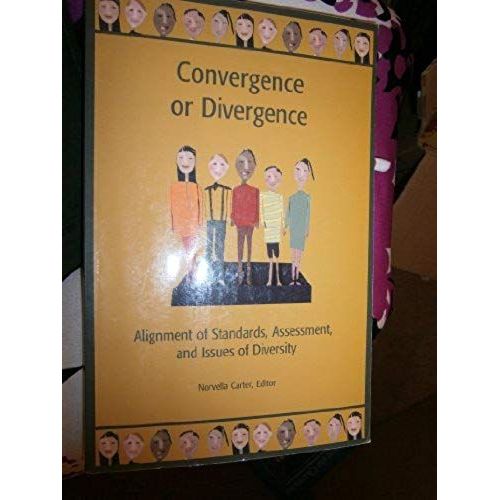 Convergence
or Divergence
Alignment of Standards, Assessment,
and Issues of Diversity
Norvella Carter, Editor